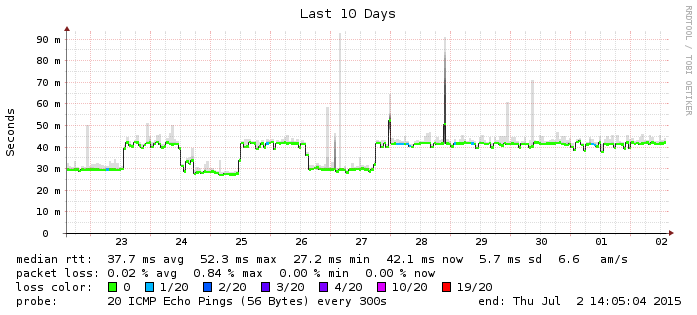 Last 10 Days
RRDTOOL / TOBI OETIKER
Seconds
90 m
80 m
70 m
60 m
50 m
40 m
30 m
20 m
10 m
0
23 24 25 26 27 28 29 30 01 02
median rtt: 37.7 ms avg 52.3 ms max 27.2 ms min 42.1 ms now 5.7 ms sd 6.6 am/s
packet loss: 0.02 % avg 0.84 % max 0.00 % min 0.00 % now
loss color: 0 1/20 2/20 3/20 4/20 10/20 19/20
probe: 20 ICMP Echo Pings (56 Bytes) every 300s end: Thu Jul 2 14:05:04 2015